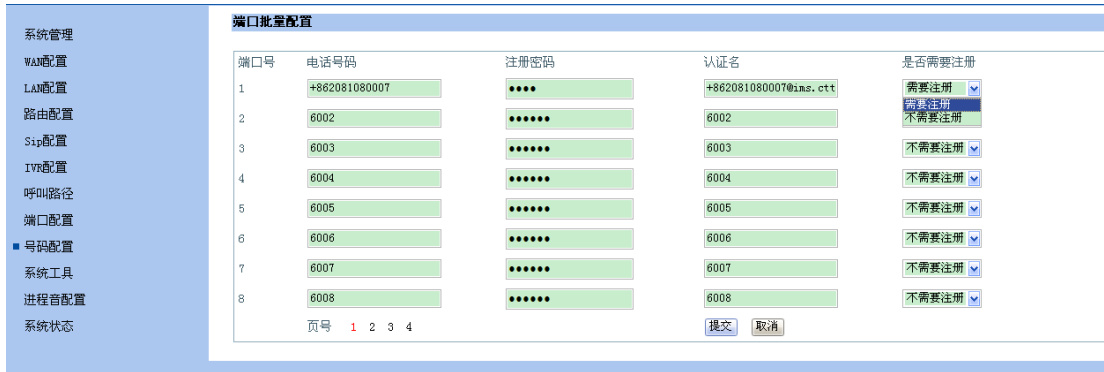 系统管理
WAN配置
LAN配置
路由配置
Sip配置
IVR配置
呼叫路径
端口配置
号码配置
系统工具
进程音配置
系统状态
端口批量配置
端口号 电话号码 注册密码 认证名 是否需要注册
1 +862081080007 •••• +862081080007@ims.ctt 需要注册
需要注册
不需要注册
2 6002 •••••• 6002
3 6003 •••••• 6003 不需要注册
4 6004 •••••• 6004 不需要注册
5 6005 •••••• 6005 不需要注册
6 6006 •••••• 6006 不需要注册
7 6007 •••••• 6007 不需要注册
8 6008 •••••• 6008 不需要注册
页号 1 2 3 4 提交 取消